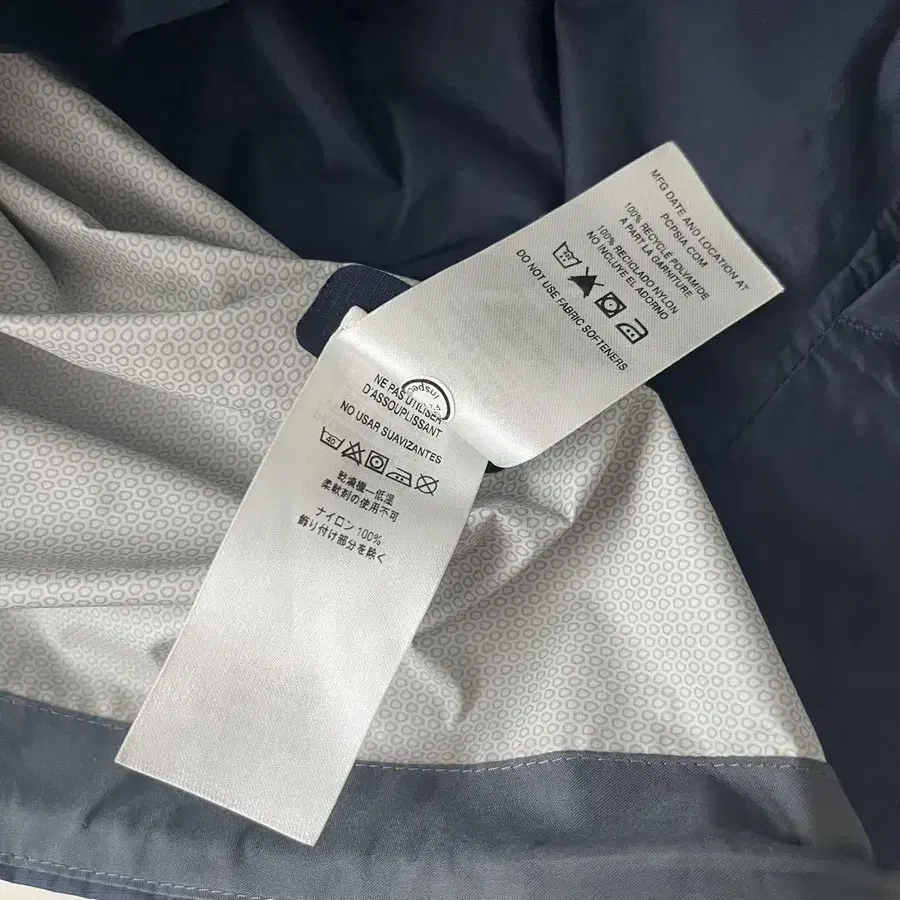 MFG DATE AND LOCATION AT
PCPSIA.COM
100% RECYCLE POLYAMIDE
A PART LA GARNITURE
100% RECICLADO NYLON
NO INCLUYE EL ADORNO
DO NOT USE FABRIC SOFTENERS
NE PAS UTILISER
D'ASSOUPLISSANT
NO USAR SUAVIZANTES
40
乾燥機一低温
柔軟剤の使用不可
ナイロン 100%
飾り付け部分を除く